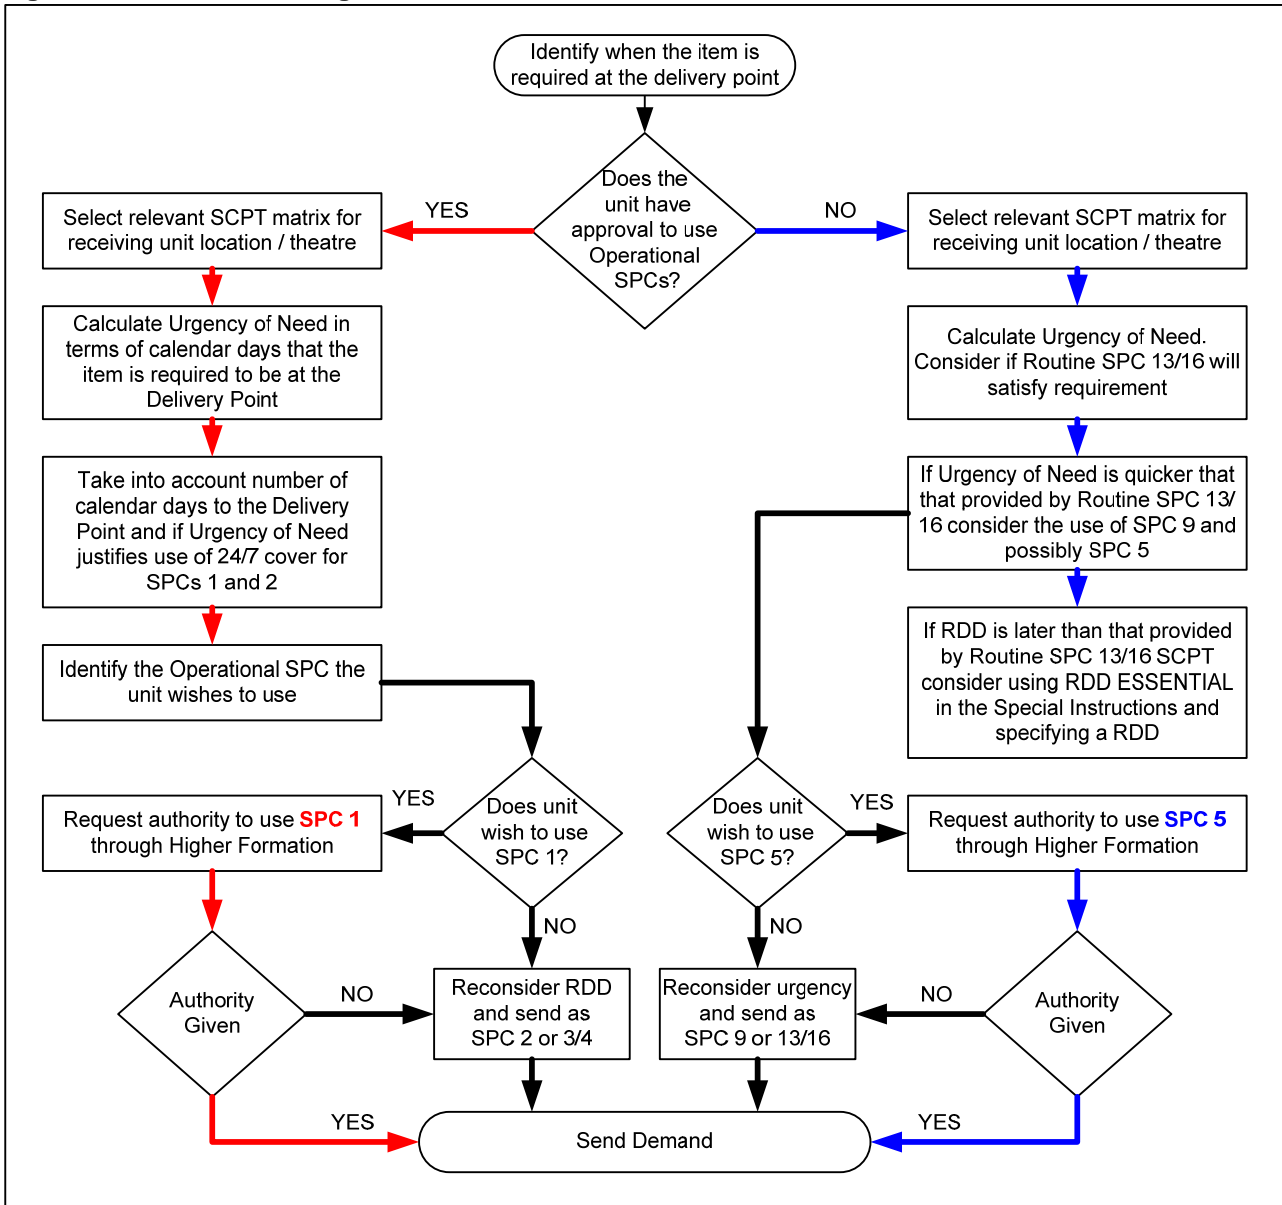 Identify when the item is
required at the delivery point
Does the
unit have
approval to use
Operational
SPCs?
YES
NO
Select relevant SCPT matrix for
receiving unit location / theatre
Calculate Urgency of Need in
terms of calendar days that the
item is required to be at the
Delivery Point
Take into account number of
calendar days to the Delivery
Point and if Urgency of Need
justifies use of 24/7 cover for
SPCs 1 and 2
Identify the Operational SPC the
unit wishes to use
Select relevant SCPT matrix for
receiving unit location / theatre
Calculate Urgency of Need.
Consider if Routine SPC 13/16 will
satisfy requirement
If Urgency of Need is quicker that
that provided by Routine SPC 13/
16 consider the use of SPC 9 and
possibly SPC 5
If RDD is later than that provided
by Routine SPC 13/16 SCPT
consider using RDD ESSENTIAL
in the Special Instructions and
specifying a RDD
Does unit
wish to use
SPC 1?
YES
NO
Request authority to use SPC 1
through Higher Formation
Authority
Given
NO
YES
Reconsider RDD
and send as
SPC 2 or 3/4
Does unit
wish to use
SPC 5?
YES
NO
Request authority to use SPC 5
through Higher Formation
Authority
Given
NO
YES
Reconsider urgency
and send as
SPC 9 or 13/16
Send Demand